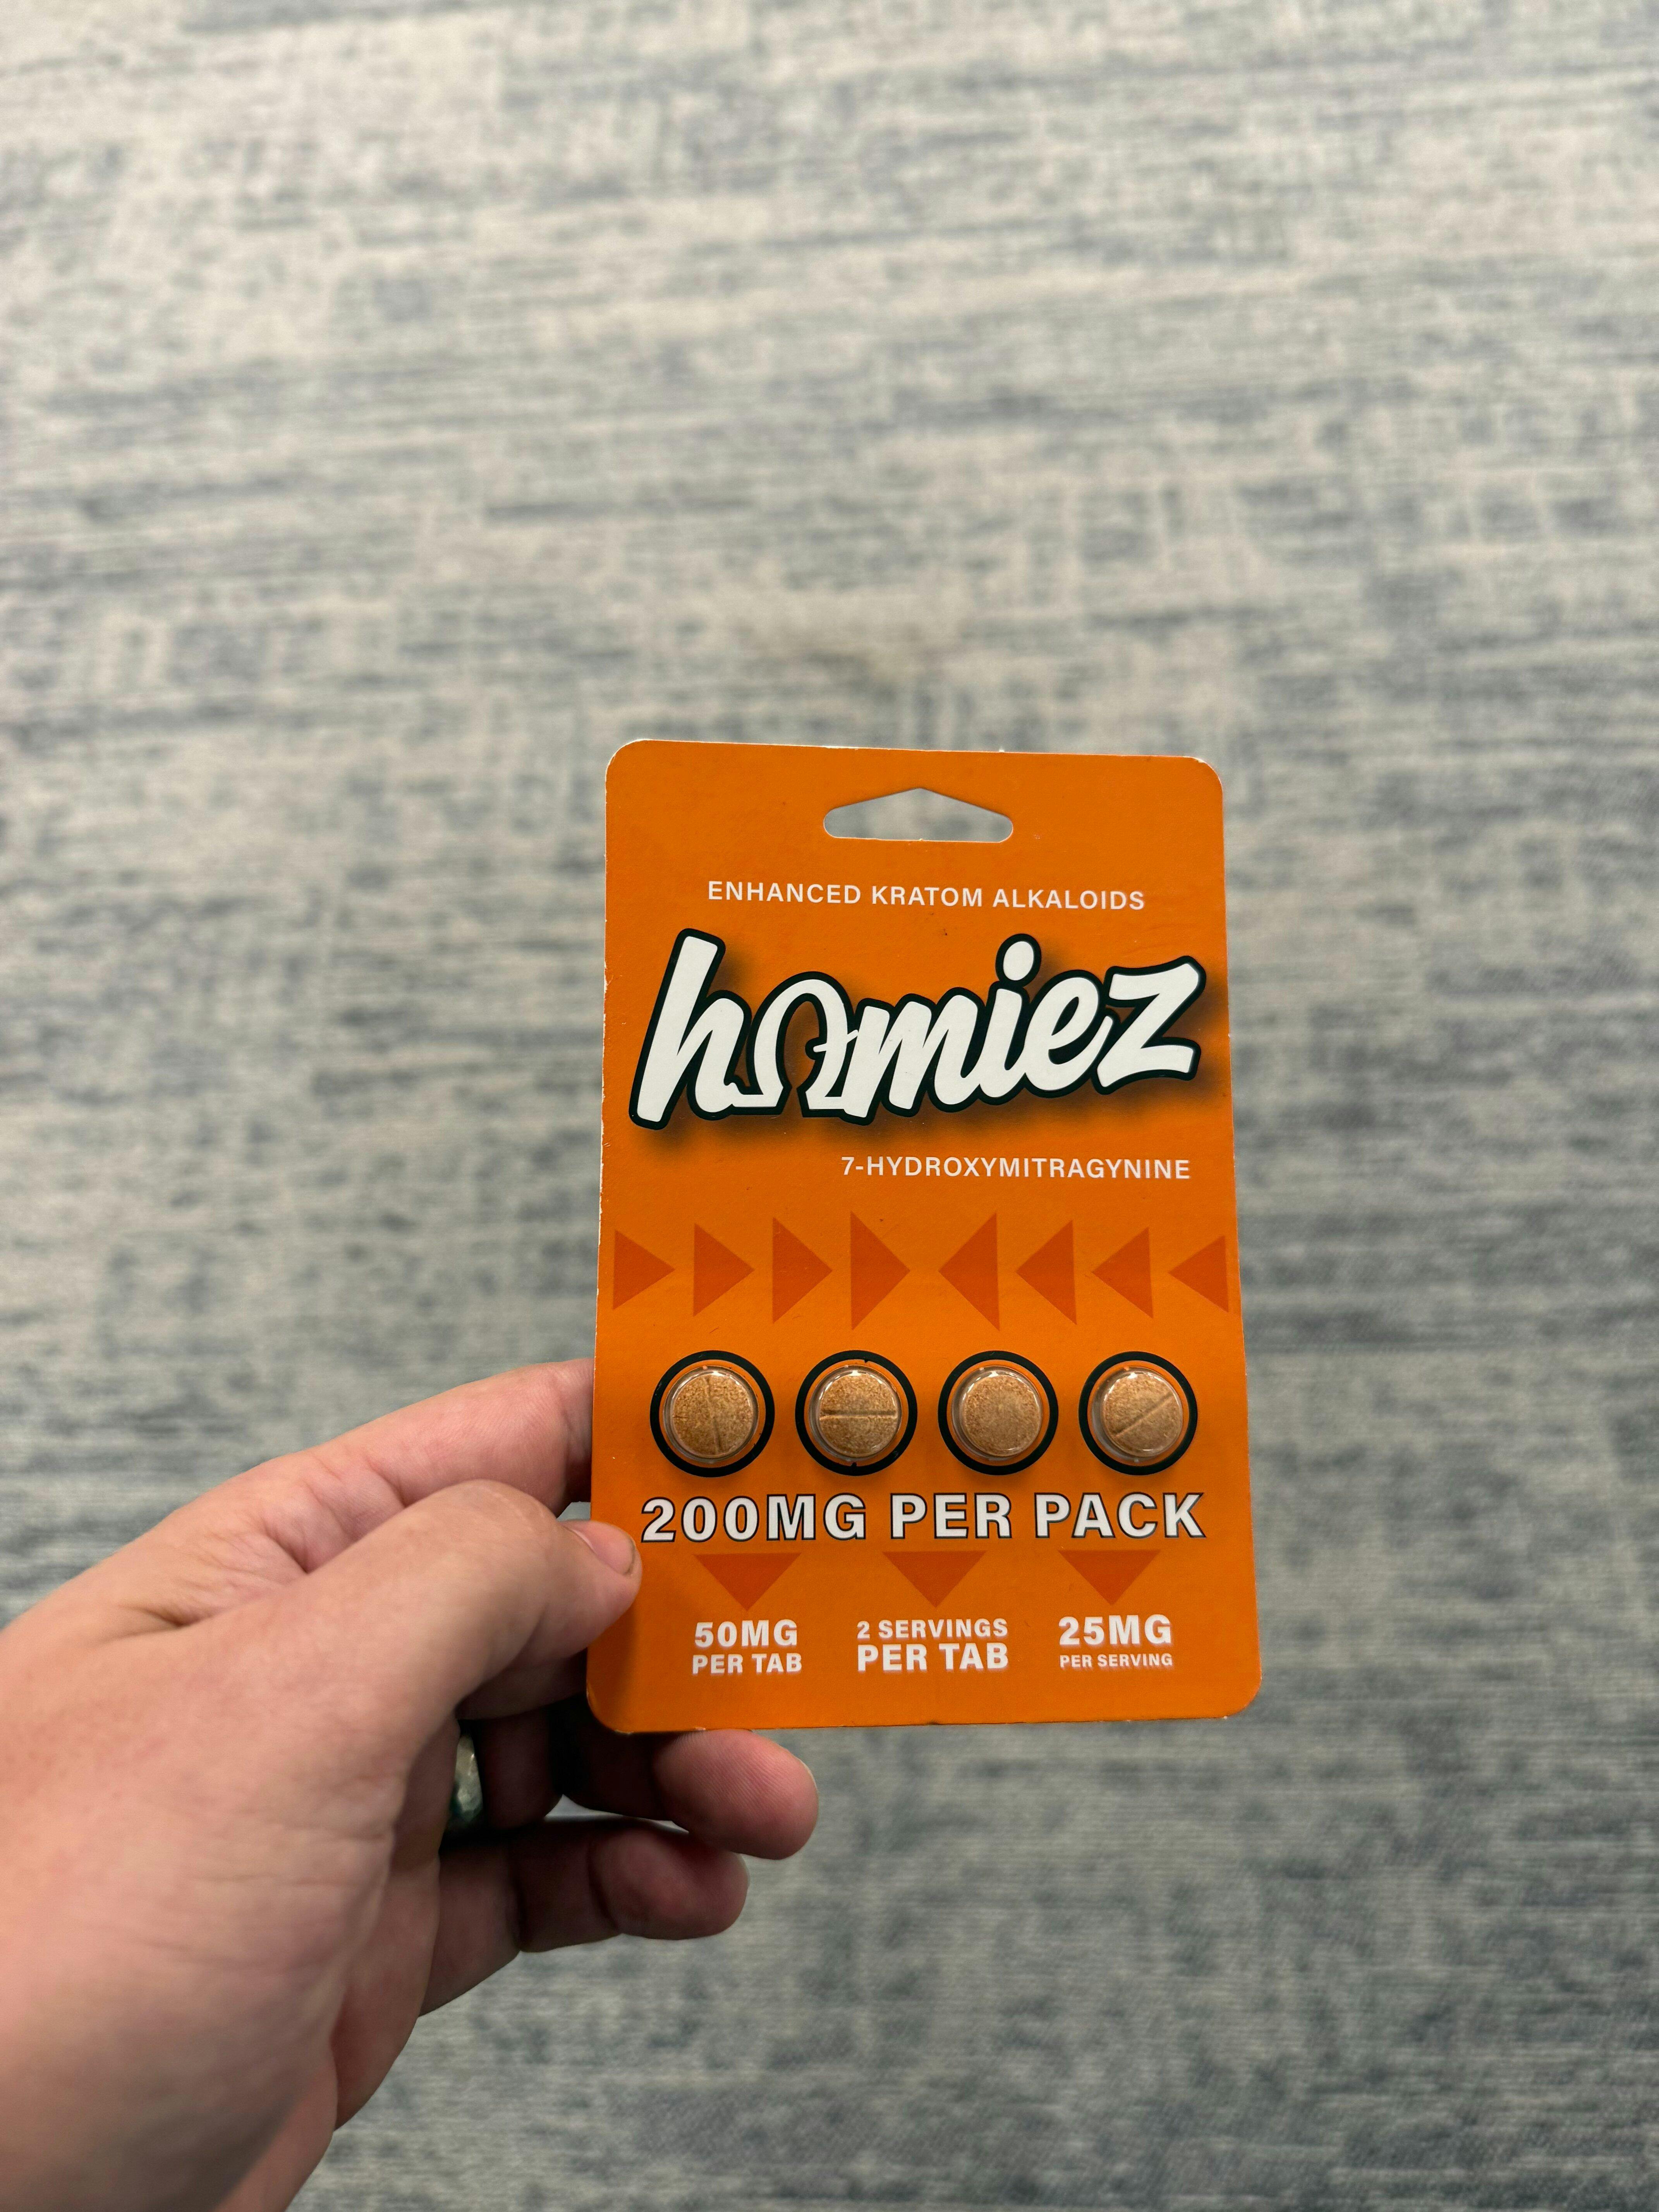 ENHANCED KRATOM ALKALOIDS
homiez
7-HYDROXYMITRAGYNINE
200MG PER PACK
50MG
PER TAB
2 SERVINGS
PER TAB
25MG
PER SERVING